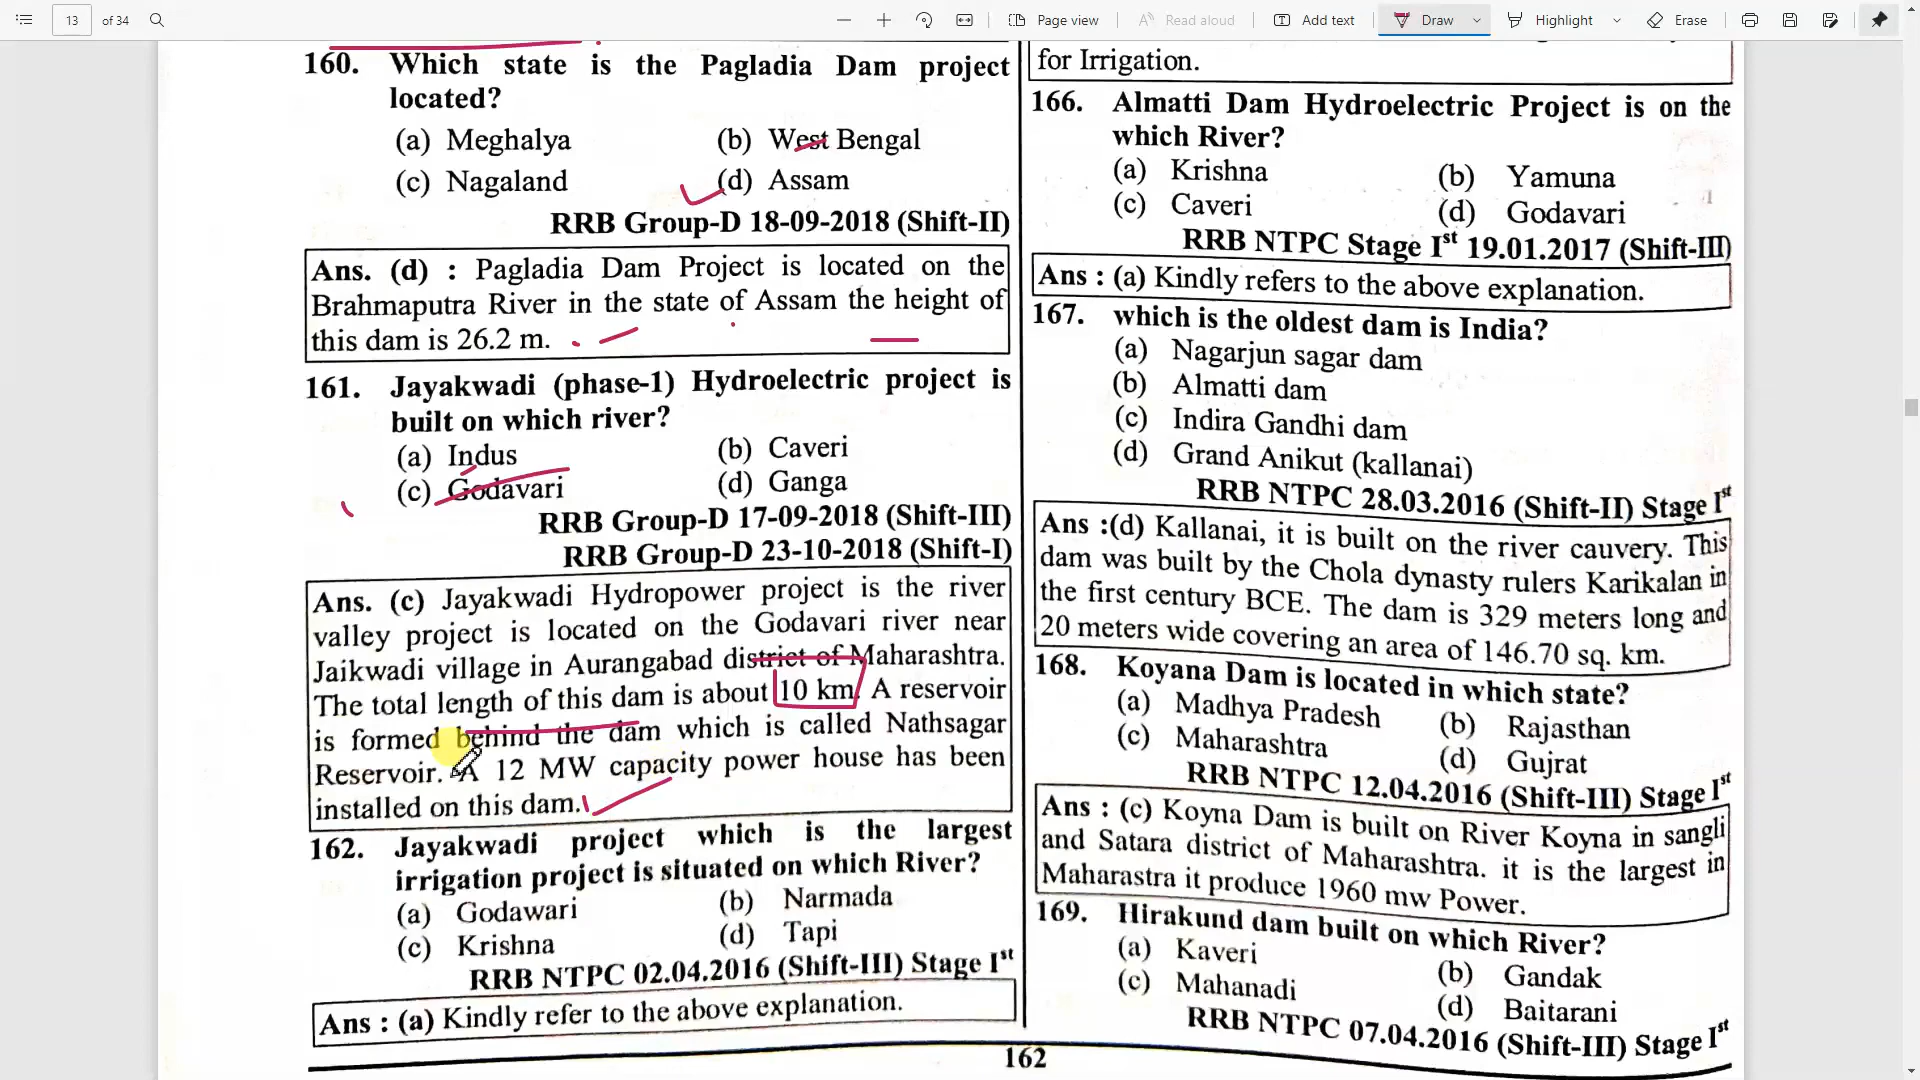 13 of 34
Page view
Read aloud
Add text
Draw
Highlight
Erase
160. Which state is the Pagladia Dam project
located?
(a) Meghalya (b) West Bengal
(c) Nagaland (d) Assam
RRB Group-D 18-09-2018 (Shift-II)
Ans. (d) : Pagladia Dam Project is located on the
Brahmaputra River in the state of Assam the height of
this dam is 26.2 m.
161. Jayakwadi (phase-1) Hydroelectric project is
built on which river?
(a) Indus (b) Caveri
(c) Godavari (d) Ganga
RRB Group-D 17-09-2018 (Shift-III)
RRB Group-D 23-10-2018 (Shift-I)
Ans. (c) Jayakwadi Hydropower project is the river
valley project is located on the Godavari river near
Jaikwadi village in Aurangabad district of Maharashtra.
The total length of this dam is about 10 km. A reservoir
is formed behind the dam which is called Nathsagar
Reservoir. A 12 MW capacity power house has been
installed on this dam.
162. Jayakwadi project which is the largest
irrigation project is situated on which River?
(a) Godawari (b) Narmada
(c) Krishna (d) Tapi
RRB NTPC 02.04.2016 (Shift-III) Stage Ist
Ans : (a) Kindly refer to the above explanation.
for Irrigation.
166. Almatti Dam Hydroelectric Project is on the
which River?
(a) Krishna (b) Yamuna
(c) Caveri (d) Godavari
RRB NTPC Stage Ist 19.01.2017 (Shift-III)
Ans : (a) Kindly refers to the above explanation.
167. which is the oldest dam is India?
(a) Nagarjun sagar dam
(b) Almatti dam
(c) Indira Gandhi dam
(d) Grand Anikut (kallanai)
RRB NTPC 28.03.2016 (Shift-II) Stage Ist
Ans :(d) Kallanai, it is built on the river cauvery. This
dam was built by the Chola dynasty rulers Karikalan in
the first century BCE. The dam is 329 meters long and
20 meters wide covering an area of 146.70 sq. km.
168. Koyana Dam is located in which state?
(a) Madhya Pradesh (b) Rajasthan
(c) Maharashtra (d) Gujrat
RRB NTPC 12.04.2016 (Shift-III) Stage Ist
Ans : (c) Koyna Dam is built on River Koyna in sangli
and Satara district of Maharashtra. it is the largest in
Maharastra it produce 1960 mw Power.
169. Hirakund dam built on which River?
(a) Kaveri (b) Gandak
(c) Mahanadi (d) Baitarani
RRB NTPC 07.04.2016 (Shift-III) Stage Ist
162